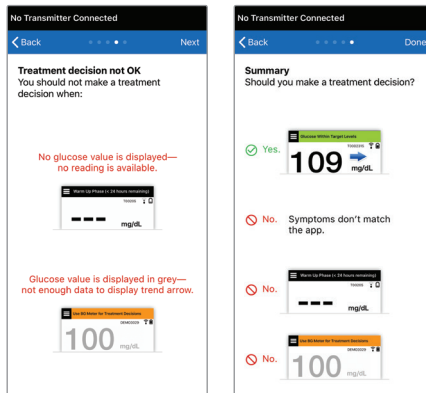 No Transmitter Connected
Back
Next
Treatment decision not OK
You should not make a treatment
decision when:
No glucose value is displayed—
no reading is available.
Warm Up Phase (< 24 hours remaining)
--- mg/dL
Glucose value is displayed in grey—
not enough data to display trend arrow.
Use BG Meter for Treatment Decisions
DEMO0009
100 mg/dL
No Transmitter Connected
Back
Done
Summary
Should you make a treatment decision?
Yes.
Glucose Within Target Levels
109 mg/dL
No. Symptoms don't match
the app.
No.
Warm Up Phase (< 24 hours remaining)
--- mg/dL
No.
Use BG Meter for Treatment Decisions
DEMO0009
100 mg/dL